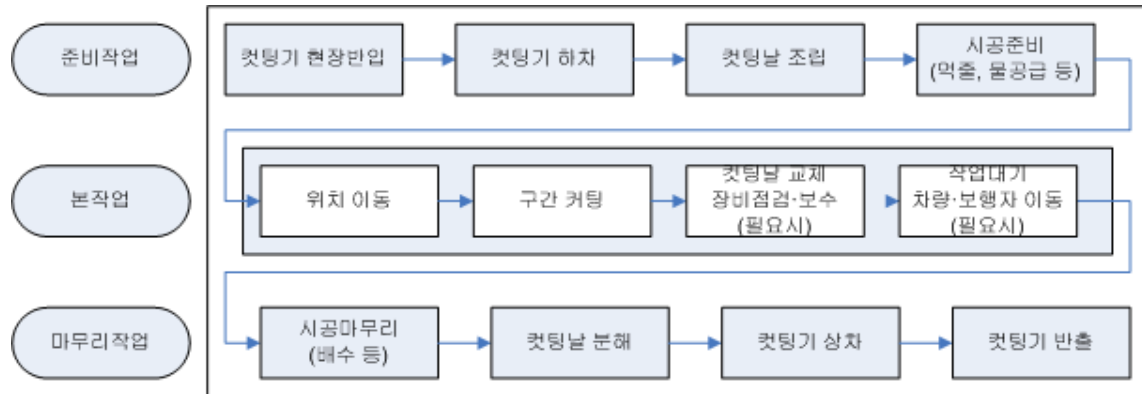 준비작업
컷팅기 현장반입
컷팅기 하차
컷팅날 조립
시공준비
(먹줄, 물공급 등)
본작업
위치 이동
구간 커팅
컷팅날 교체
장비점검·보수
(필요시)
작업대기
차량·보행자 이동
(필요시)
마무리작업
시공마무리
(배수 등)
컷팅날 분해
컷팅기 상차
컷팅기 반출